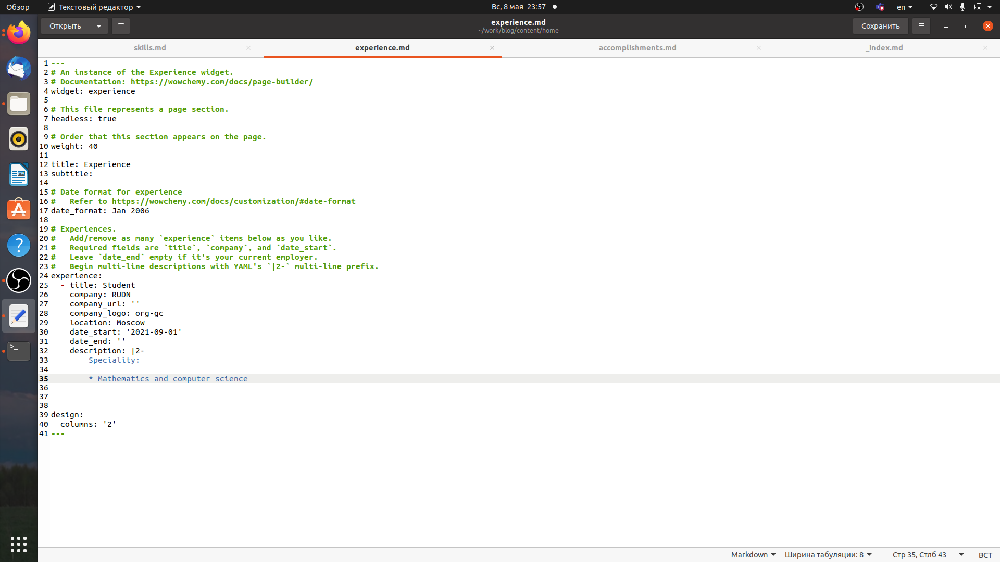 Обзор
Текстовый редактор
Вс, 8 мая 23:57
en
Открыть
experience.md
~/work/blog/content/home
Сохранить
skills.md
experience.md
accomplishments.md
_index.md
1 ---
2 # An instance of the Experience widget.
3 # Documentation: https://wowchemy.com/docs/page-builder/
4 widget: experience
5
6 # This file represents a page section.
7 headless: true
8
9 # Order that this section appears on the page.
10 weight: 40
11
12 title: Experience
13 subtitle:
14
15 # Date format for experience
16 #   Refer to https://wowchemy.com/docs/customization/#date-format
17 date_format: Jan 2006
18
19 # Experiences.
20 #   Add/remove as many `experience` items below as you like.
21 #   Required fields are `title`, `company`, and `date_start`.
22 #   Leave `date_end` empty if it's your current employer.
23 #   Begin multi-line descriptions with YAML's `|2-` multi-line prefix.
24 experience:
25   - title: Student
26     company: RUDN
27     company_url: ''
28     company_logo: org-gc
29     location: Moscow
30     date_start: '2021-09-01'
31     date_end: ''
32     description: |2-
33         Speciality:
34
35         * Mathematics and computer science
36
37
38
39 design:
40   columns: '2'
41 ---
Markdown
Ширина табуляции: 8
Стр 35, Стлб 43
ВСТ